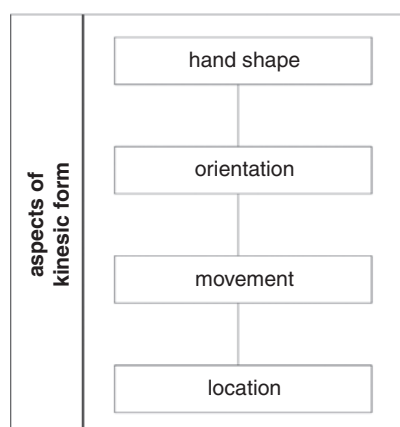 aspects of
kinesic form
hand shape
orientation
movement
location